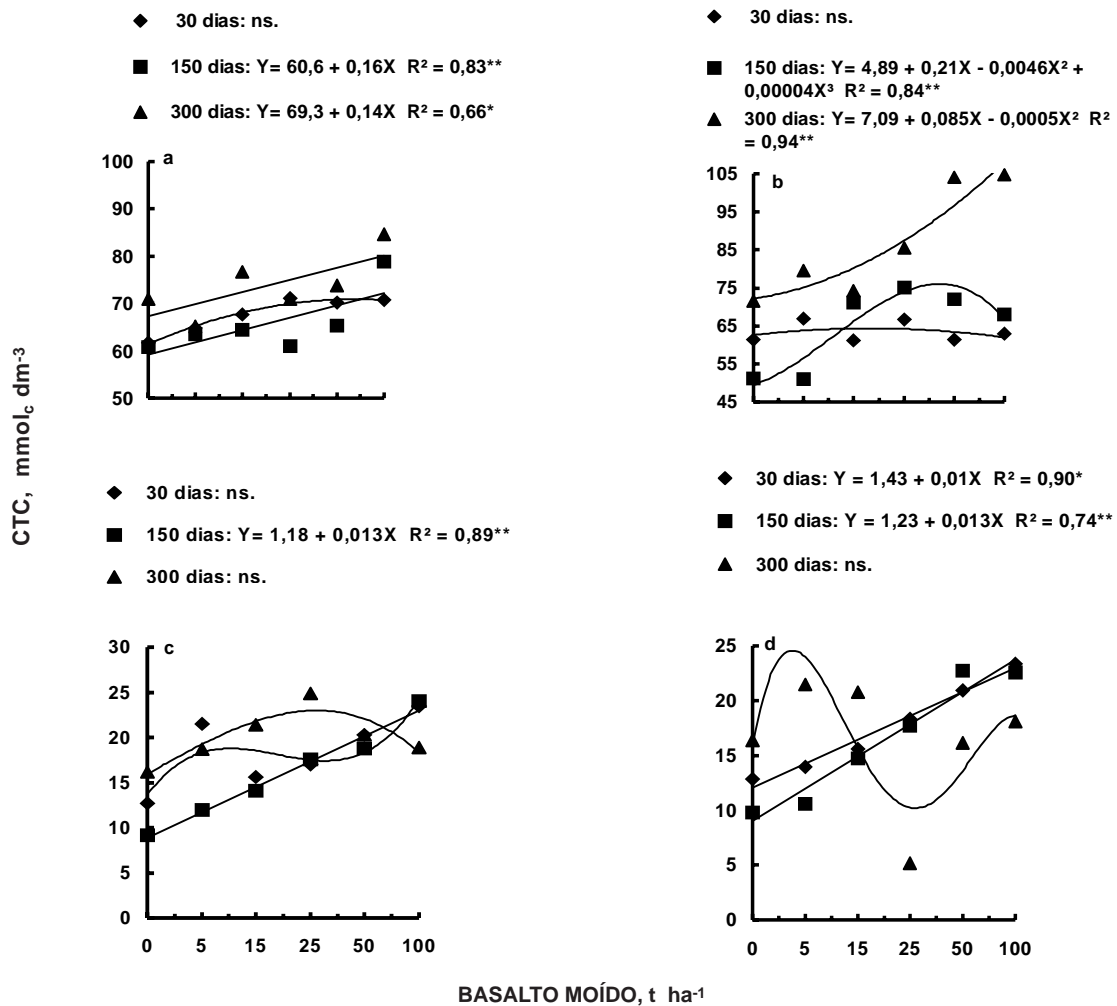 30 dias: ns.
150 dias: Y= 60,6 + 0,16X R² = 0,83**
300 dias: Y= 69,3 + 0,14X R² = 0,66*
30 dias: ns.
150 dias: Y = 4,89 + 0,21X - 0,0046X² +
0,00004X³ R² = 0,84**
300 dias: Y = 7,09 + 0,085X - 0,0005X² R²
= 0,94**
a
100
90
80
70
60
50
b
105
95
85
75
65
55
45
CTC, mmolc dm-3
30 dias: ns.
150 dias: Y= 1,18 + 0,013X R² = 0,89**
300 dias: ns.
30 dias: Y = 1,43 + 0,01X R² = 0,90*
150 dias: Y = 1,23 + 0,013X R² = 0,74**
300 dias: ns.
c
30
25
20
15
10
5
0
0 5 15 25 50 100
d
25
20
15
10
5
0
0 5 15 25 50 100
BASALTO MOÍDO, t ha-1